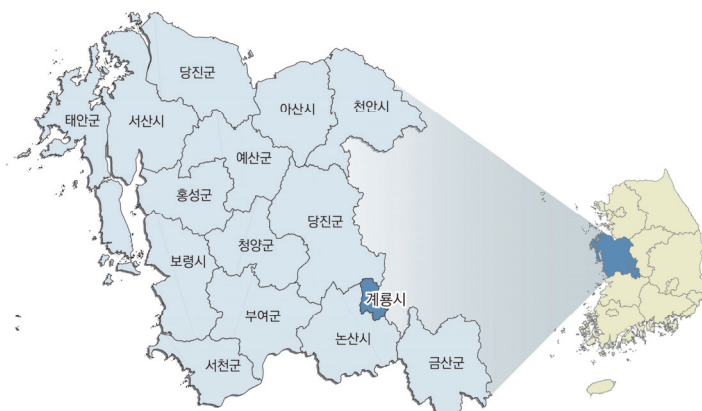 당진군
아산시
천안시
태안군
서산시
예산군
홍성군
당진군
청양군
보령시
계룡시
부여군
논산시
서천군
금산군